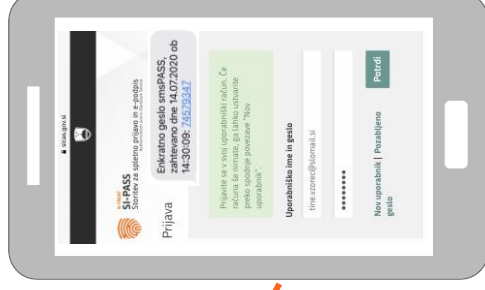 sicas.gov.si
SI-PASS
Storitev za spletno prijavo in e-podpis
Prijava
Enkratno geslo smsPASS,
zahtevano dne 14.07.2020 ob
14:30:09: 74579347
Prijavite se v svoj uporabniški račun. Če
računa še nimate, ga lahko ustvarite
preko spodnje povezave "Nov
uporabnik".
Uporabniško ime in geslo
tine.vzorec@siomail.si
•••••••••
Potrdi
Nov uporabnik | Pozabljeno
geslo